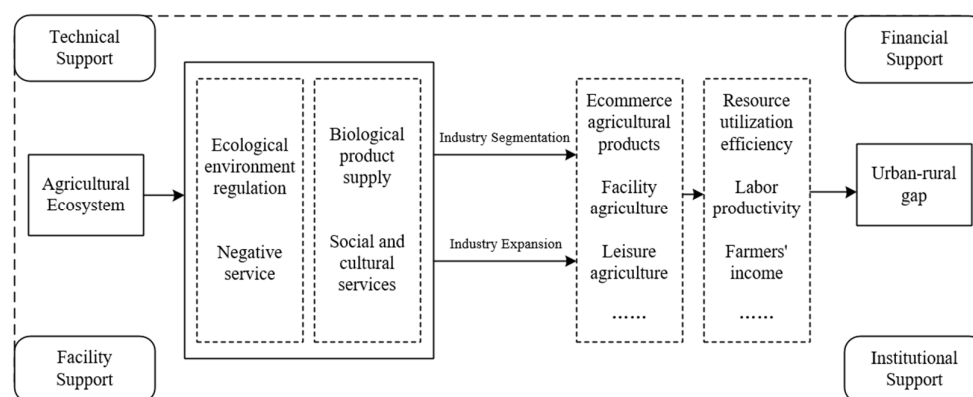 Technical
Support
Financial
Support
Agricultural
Ecosystem
Ecological
environment
regulation
Negative
service
Biological
product
supply
Social and
cultural
services
Industry Segmentation
Industry Expansion
Ecommerce
agricultural
products
Facility
agriculture
Leisure
agriculture
……
Resource
utilization
efficiency
Labor
productivity
Farmers'
income
……
Urban-rural
gap
Facility
Support
Institutional
Support